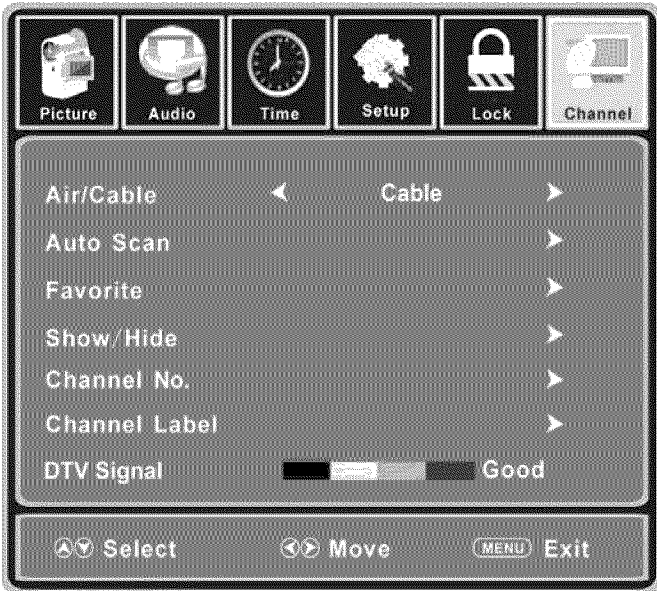 Picture Audio Time Setup Lock Channel
Air/Cable Cable
Auto Scan
Favorite
Show/Hide
Channel No.
Channel Label
DTV Signal Good
Select Move MENU Exit